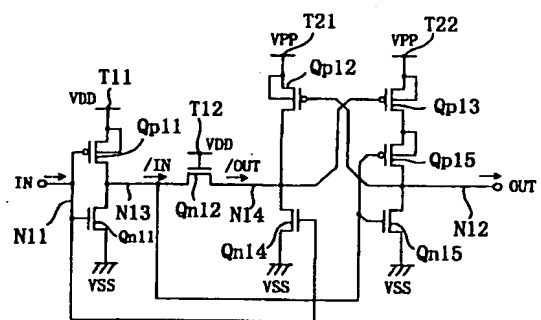 T21
T22
VPP
VPP
Qp12
Qp13
T11
VDD
T12
Qp11
VDD
Qp15
IN
/IN
/OUT
OUT
N13
Qn12
N14
N12
N11
Qn11
Qn14
Qn15
VSS
VSS
VSS